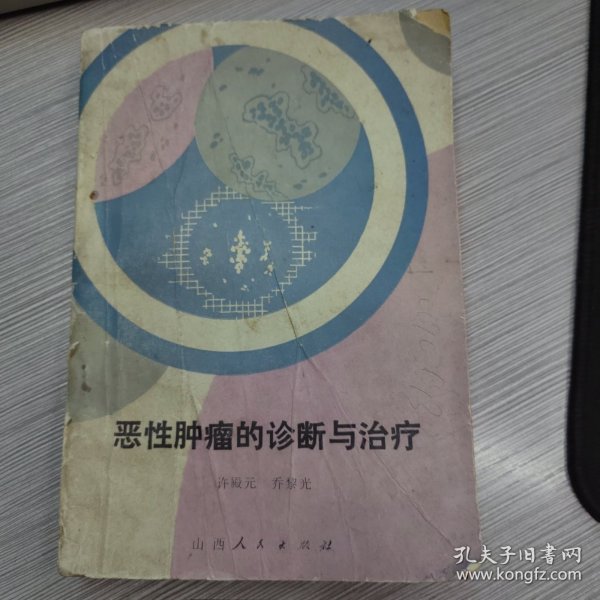 恶性肿瘤的诊断与治疗
许殿元 乔黎光
山西人民出版社
孔夫子旧書网
www.kongfz.com